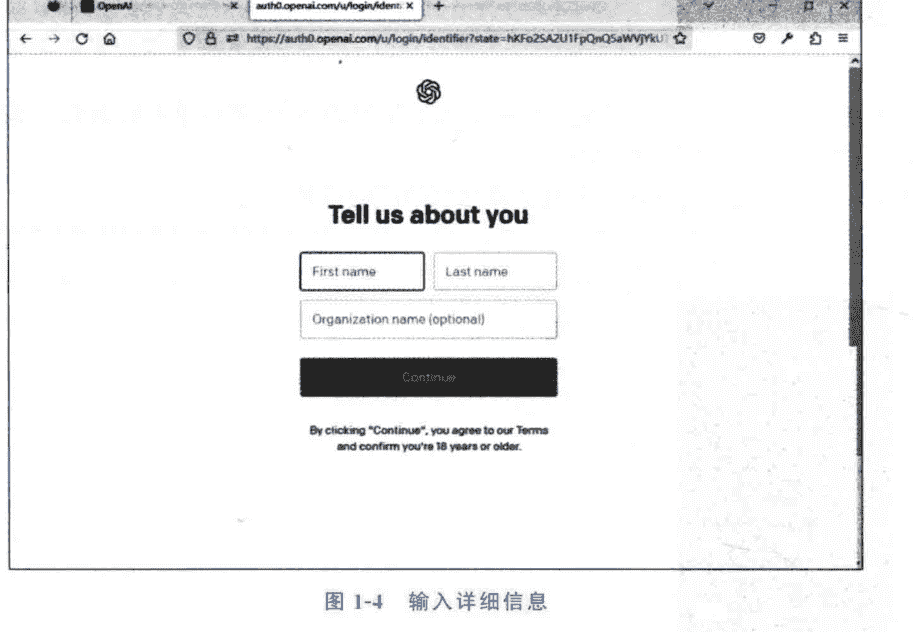 OpenAI
auth0.openai.com/u/login/identi
https://auth0.openai.com/u/login/identifier?state=hKFo2SA2U1FpQnQ5aWVjYkU
Tell us about you
First name
Last name
Organization name (optional)
Continue
By clicking "Continue", you agree to our Terms
and confirm you're 18 years or older.
图 1-4 输入详细信息